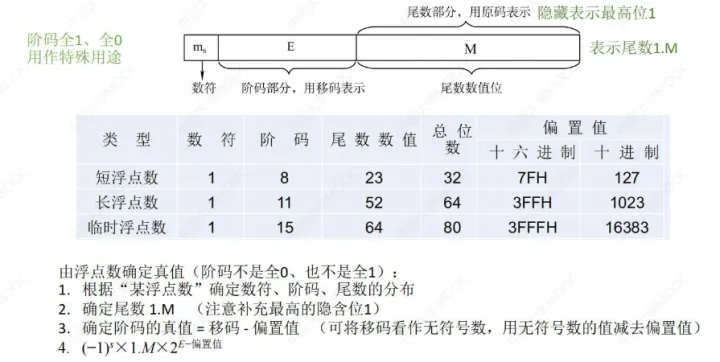 尾数部分，用原码表示 隐藏表示最高位1
阶码全1、全0
用作特殊用途
mₛ E M 表示尾数1.M
数符 阶码部分，用移码表示 尾数数值位
类 型 数 符 阶 码 尾 数 数 值 总 位 数 偏 置 值
十 六 进 制 十 进 制
短浮点数 1 8 23 32 7FH 127
长浮点数 1 11 52 64 3FFH 1023
临时浮点数 1 15 64 80 3FFFH 16383
由浮点数确定真值（阶码不是全0、也不是全1）：
1. 根据“某浮点数”确定数符、阶码、尾数的分布
2. 确定尾数 1.M （注意补充最高的隐含位1）
3. 确定阶码的真值 = 移码 - 偏置值 （可将移码看作无符号数，用无符号数的值减去偏置值）
4. (−1)ˢ×1.M×2ᴱ⁻偏置值